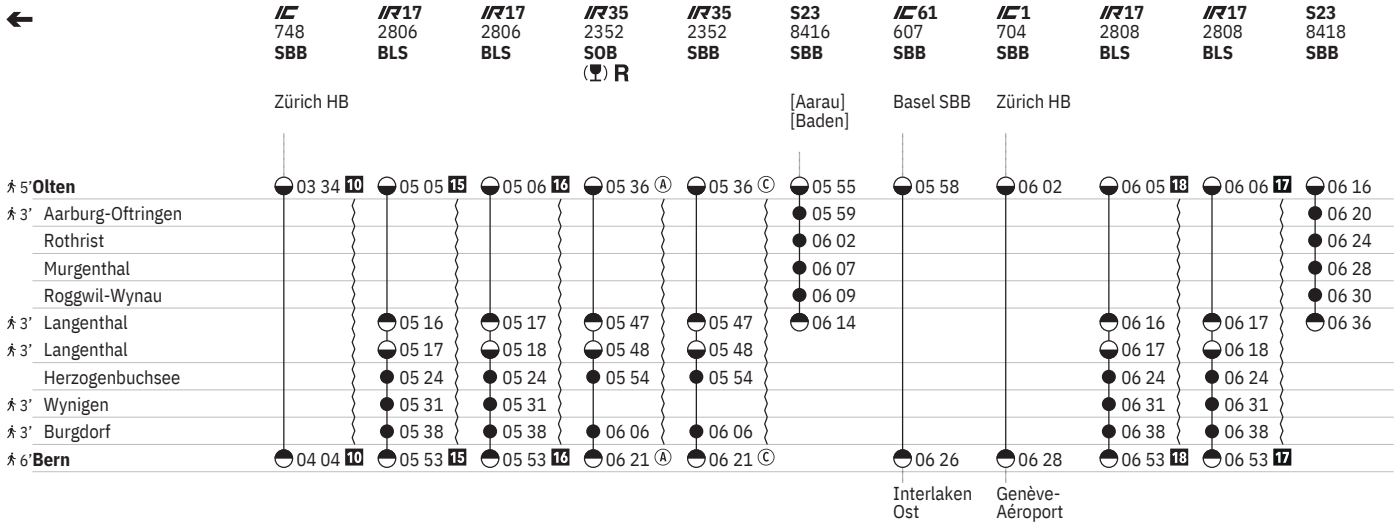 IC IR17 IR17 IR35 IR35 S23 IC61 IC1 IR17 IR17 S23
748 2806 2806 2352 2352 8416 607 704 2808 2808 8418
SBB BLS BLS SOB SBB SBB SBB SBB BLS BLS SBB
R
Zürich HB [Aarau] Basel SBB Zürich HB
[Baden]
5’ Olten 03 34 10 05 05 15 05 06 16 05 36 A 05 36 C 05 55 05 58 06 02 06 05 18 06 06 17 06 16
3’ Aarburg-Oftringen 05 59 06 20
Rothrist 06 02 06 24
Murgenthal 06 07 06 28
Roggwil-Wynau 06 09 06 30
3’ Langenthal 05 16 05 17 05 47 05 47 06 14 06 16 06 17 06 36
3’ Langenthal 05 17 05 18 05 48 05 48 06 17 06 18
Herzogenbuchsee 05 24 05 24 05 54 05 54 06 24 06 24
3’ Wynigen 05 31 05 31 06 31 06 31
3’ Burgdorf 05 38 05 38 06 06 06 06 06 38 06 38
6’ Bern 04 04 10 05 53 15 05 53 16 06 21 A 06 21 C 06 26 06 28 06 53 18 06 53 17
Interlaken Genève-
Ost Aéroport